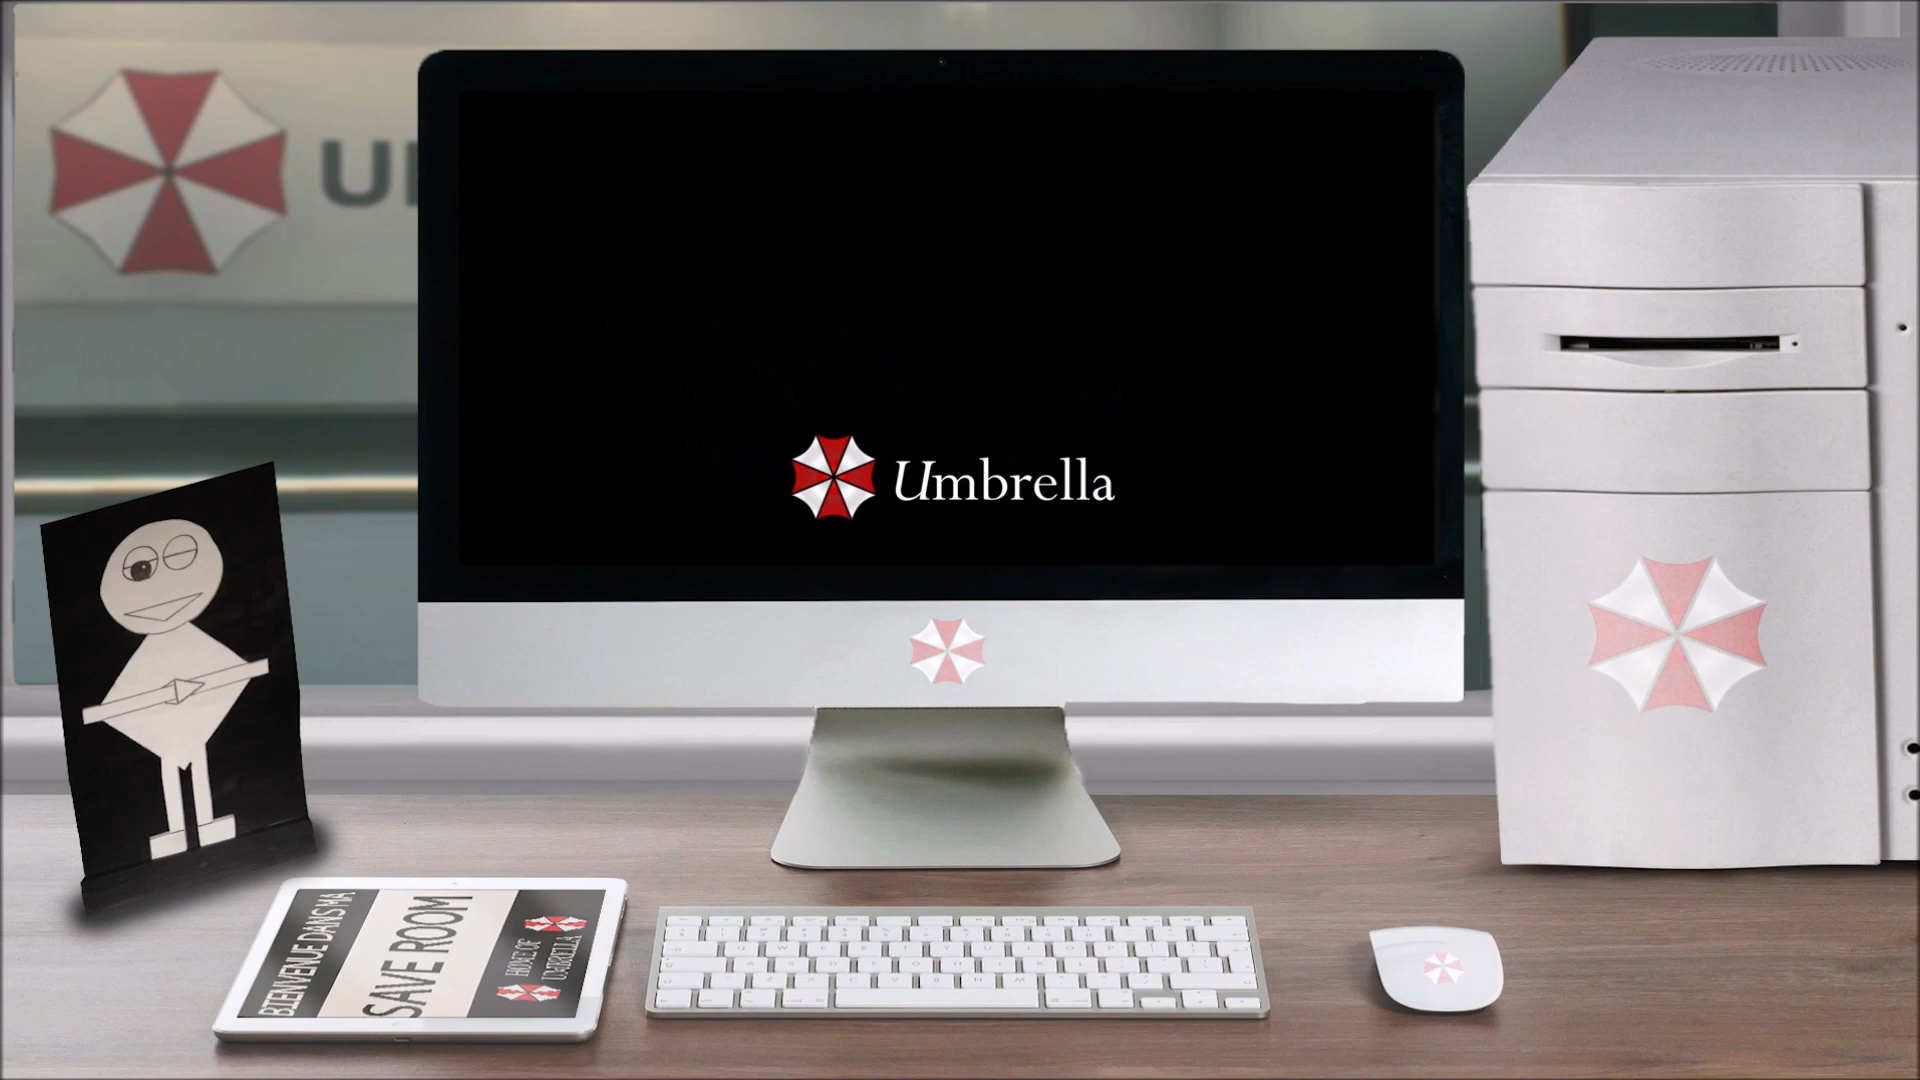 U
Umbrella
BIENVENUE DANS MA
SAVE ROOM
HOME OF
UMBRELLA